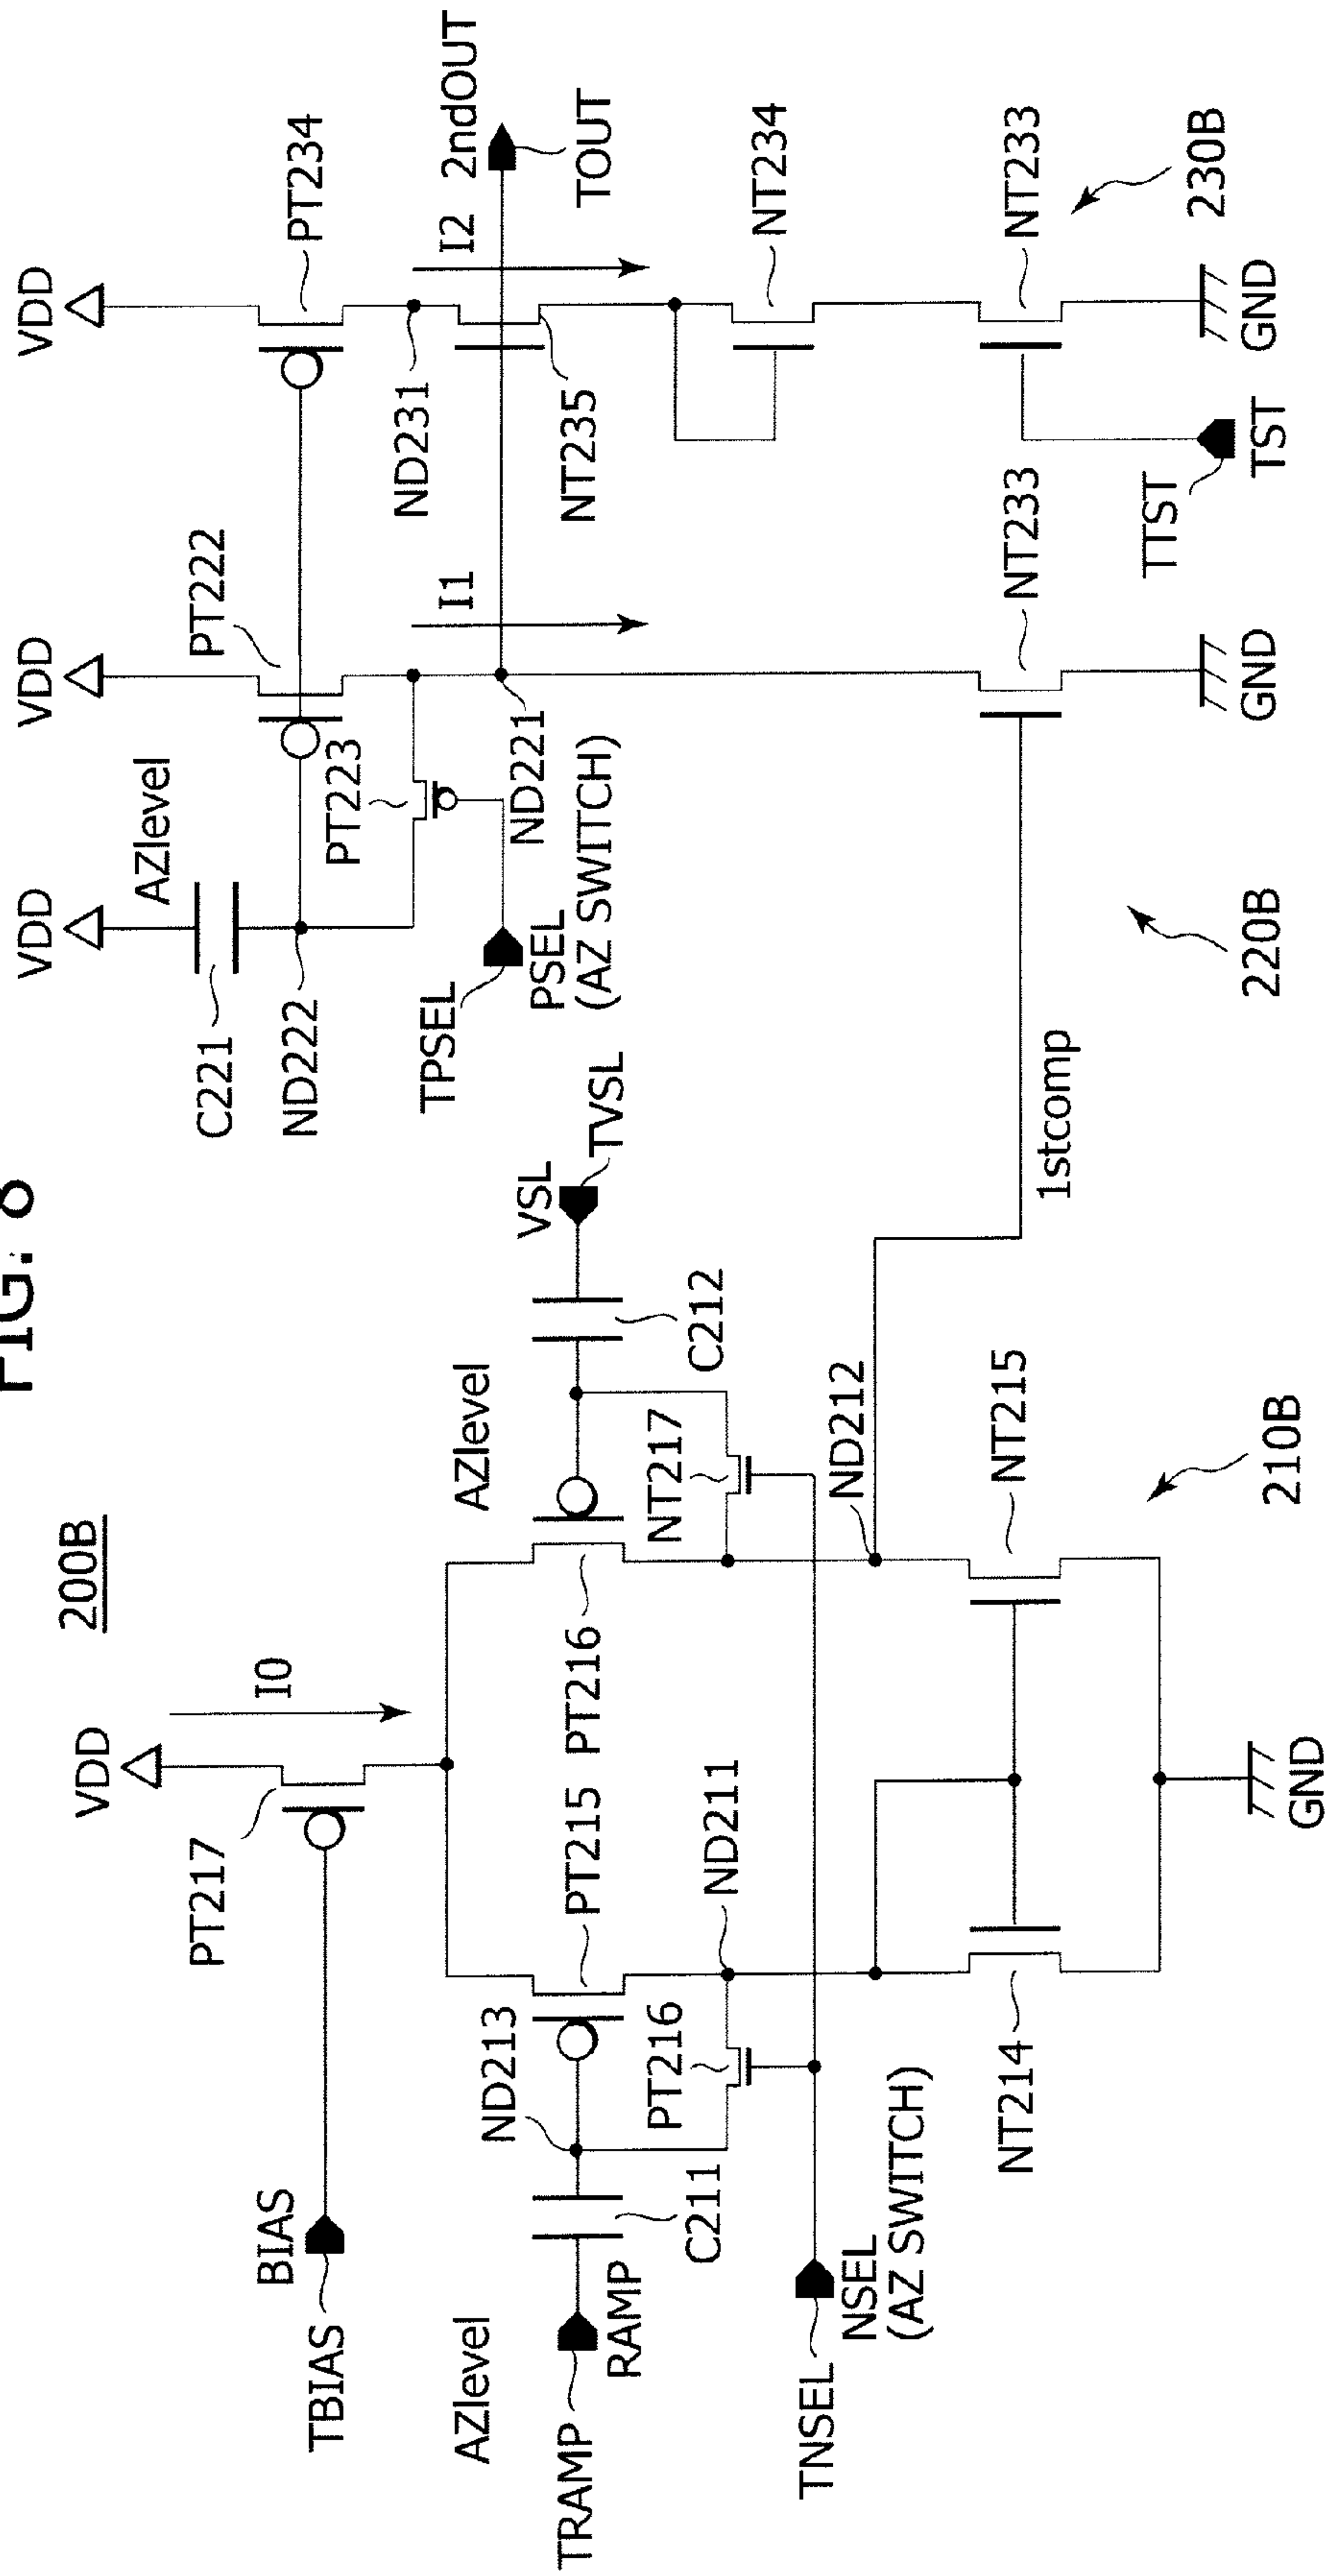 FIG. 8
200B
VDD
PT217
I0
BIAS
TBIAS
AZlevel
TRAMP
RAMP
C211
ND213
PT215
PT216
PT216
ND211
AZlevel
NT217
C212
VSL
TVSL
TNSEL
NSEL
(AZ SWITCH)
NT214
ND212
NT215
GND
210B
1stcomp
VDD
AZlevel
C221
ND222
VDD
PT222
PT223
TPSEL
PSEL
(AZ SWITCH)
ND221
I1
NT233
GND
220B
VDD
PT234
ND231
I2
2ndOUT
TOUT
NT235
NT234
NT233
TTST
TST
GND
230B